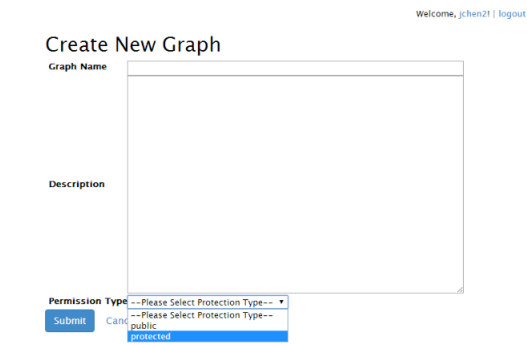 Welcome, jchen2! | logout
Create New Graph
Graph Name
Description
Permission Type --Please Select Protection Type--
--Please Select Protection Type--
public
protected
Submit